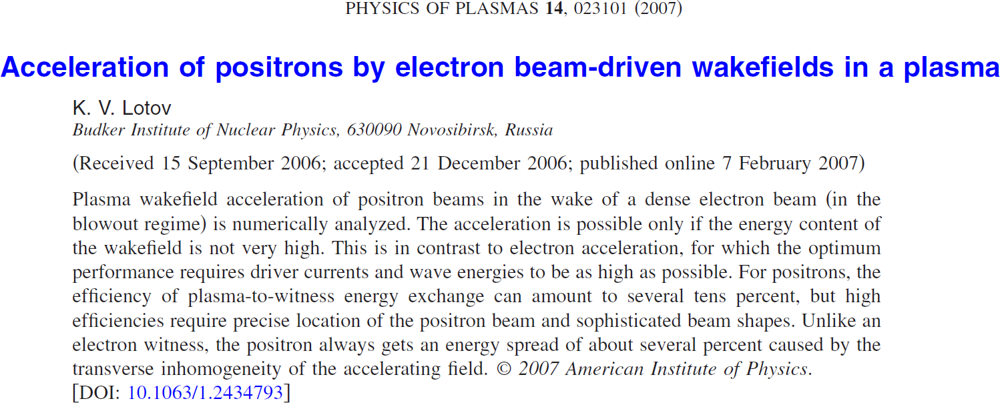 PHYSICS OF PLASMAS 14, 023101 (2007)
Acceleration of positrons by electron beam-driven wakefields in a plasma
K. V. Lotov
Budker Institute of Nuclear Physics, 630090 Novosibirsk, Russia
(Received 15 September 2006; accepted 21 December 2006; published online 7 February 2007)
Plasma wakefield acceleration of positron beams in the wake of a dense electron beam (in the
blowout regime) is numerically analyzed. The acceleration is possible only if the energy content of
the wakefield is not very high. This is in contrast to electron acceleration, for which the optimum
performance requires driver currents and wave energies to be as high as possible. For positrons, the
efficiency of plasma-to-witness energy exchange can amount to several tens percent, but high
efficiencies require precise location of the positron beam and sophisticated beam shapes. Unlike an
electron witness, the positron always gets an energy spread of about several percent caused by the
transverse inhomogeneity of the accelerating field. © 2007 American Institute of Physics.
[DOI: 10.1063/1.2434793]